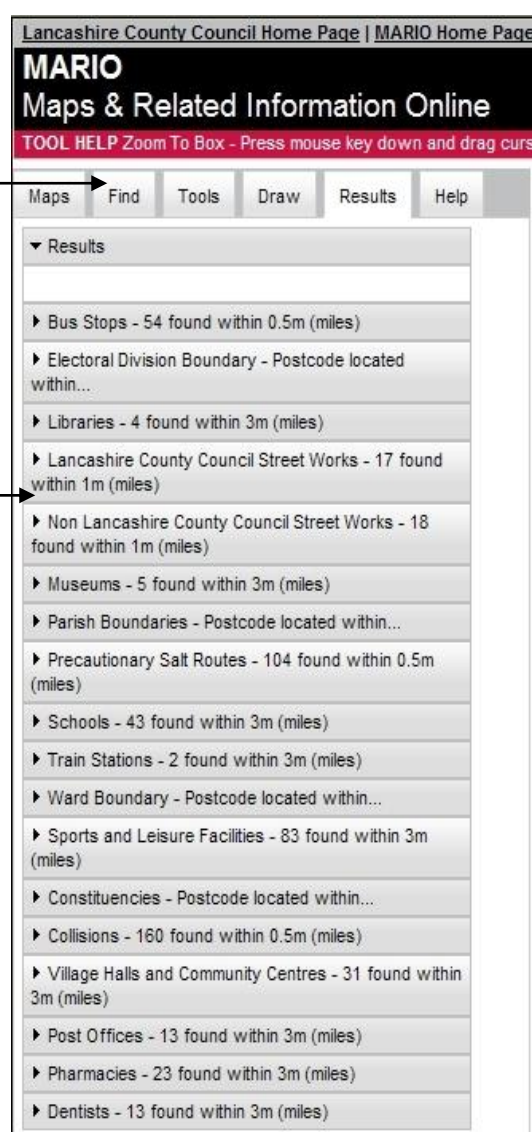 Lancashire County Council Home Page | MARIO Home Page
MARIO
Maps & Related Information Online
TOOL HELP Zoom To Box - Press mouse key down and drag curs
Maps Find Tools Draw Results Help
Results
Bus Stops - 54 found within 0.5m (miles)
Electoral Division Boundary - Postcode located
within...
Libraries - 4 found within 3m (miles)
Lancashire County Council Street Works - 17 found
within 1m (miles)
Non Lancashire County Council Street Works - 18
found within 1m (miles)
Museums - 5 found within 3m (miles)
Parish Boundaries - Postcode located within...
Precautionary Salt Routes - 104 found within 0.5m
(miles)
Schools - 43 found within 3m (miles)
Train Stations - 2 found within 3m (miles)
Ward Boundary - Postcode located within...
Sports and Leisure Facilities - 83 found within 3m
(miles)
Constituencies - Postcode located within...
Collisions - 160 found within 0.5m (miles)
Village Halls and Community Centres - 31 found within
3m (miles)
Post Offices - 13 found within 3m (miles)
Pharmacies - 23 found within 3m (miles)
Dentists - 13 found within 3m (miles)